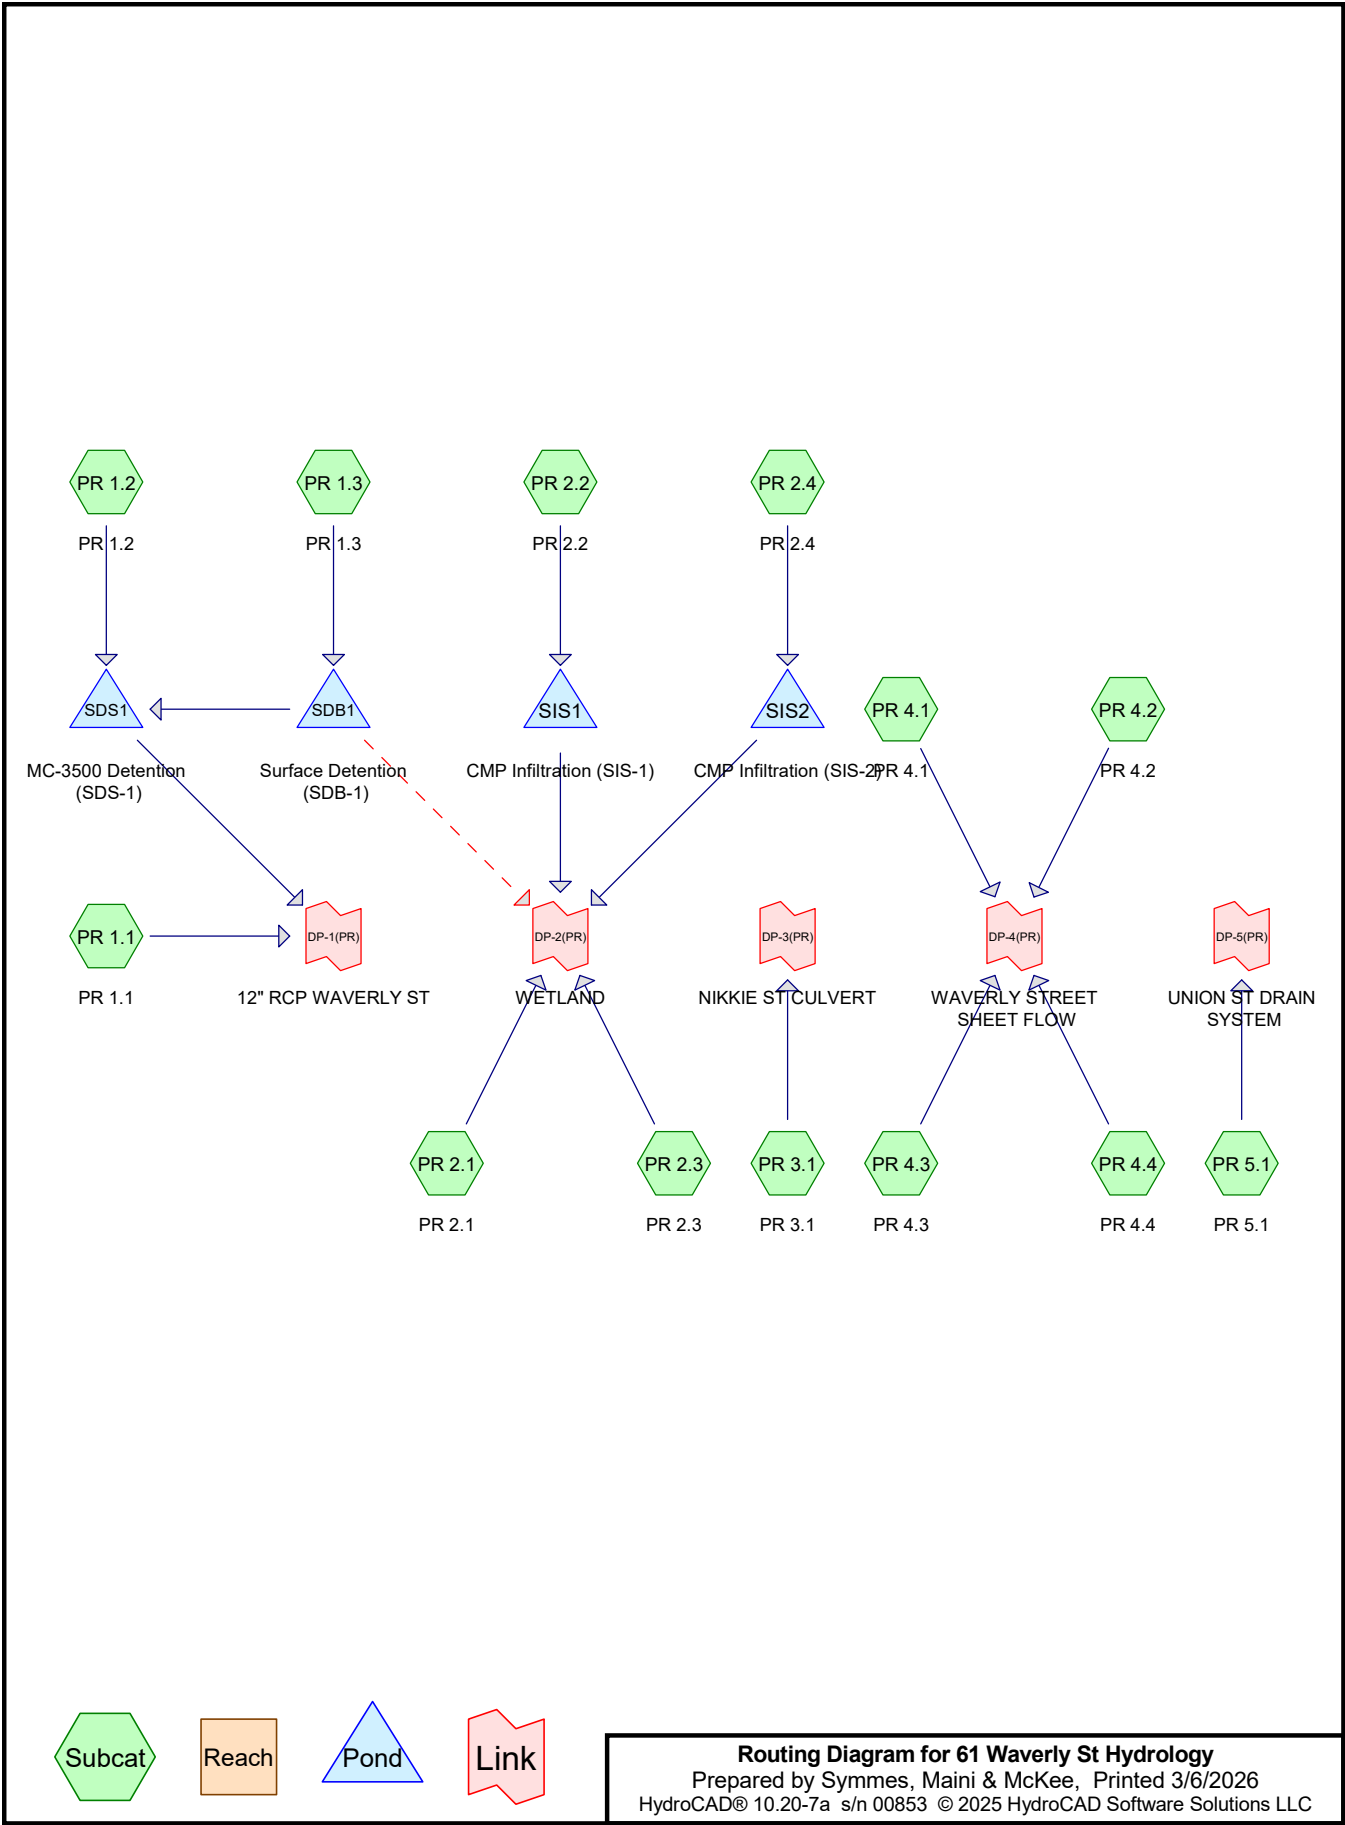 PR 1.2
PR 1.3
PR 2.2
PR 2.4
PR 1.2
PR 1.3
PR 2.2
PR 2.4
SDS1
SDB1
SIS1
SIS2
PR 4.1
PR 4.2
MC-3500 Detention
(SDS-1)
Surface Detention
(SDB-1)
CMP Infiltration (SIS-1)
CMP Infiltration (SIS-2)
PR 4.1
PR 4.2
PR 1.1
DP-1(PR)
DP-2(PR)
DP-3(PR)
DP-4(PR)
DP-5(PR)
PR 1.1
12" RCP WAVERLY ST
WETLAND
NIKKIE ST CULVERT
WAVERLY STREET
SHEET FLOW
UNION ST DRAIN
SYSTEM
PR 2.1
PR 2.3
PR 3.1
PR 4.3
PR 4.4
PR 5.1
PR 2.1
PR 2.3
PR 3.1
PR 4.3
PR 4.4
PR 5.1
Subcat
Reach
Pond
Link
Routing Diagram for 61 Waverly St Hydrology
Prepared by Symmes, Maini & McKee,  Printed 3/6/2026
HydroCAD® 10.20-7a  s/n 00853  © 2025 HydroCAD Software Solutions LLC